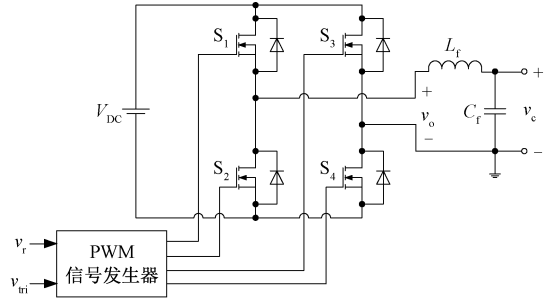 S1
S3
Lf
+
+
VDC
vo
Cf
vc
−
−
S2
S4
vr
PWM
信号发生器
vtri